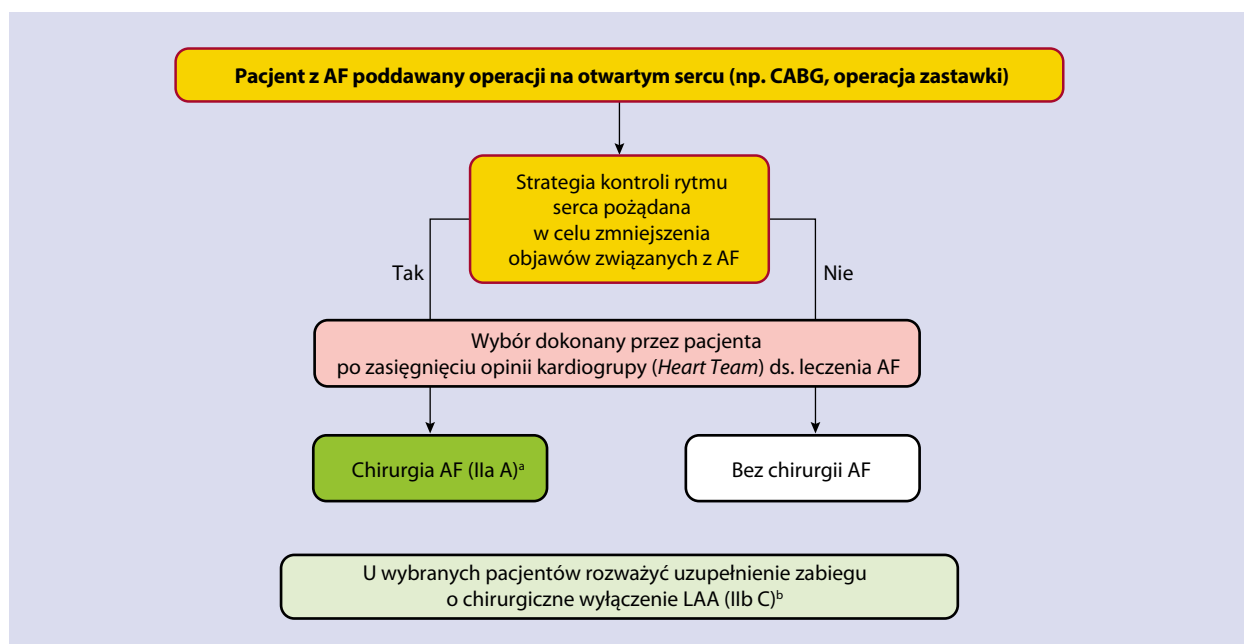 Pacjent z AF poddawany operacji na otwartym sercu (np. CABG, operacja zastawki)
Strategia kontroli rytmu
serca pożądana
w celu zmniejszenia
objawów związanych z AF
Tak
Nie
Wybór dokonany przez pacjenta
po zasięgnięciu opinii kardiogrupy (Heart Team) ds. leczenia AF
Chirurgia AF (IIa A)ᵃ
Bez chirurgii AF
U wybranych pacjentów rozważyć uzupełnienie zabiegu
o chirurgiczne wyłączenie LAA (IIb C)ᵇ